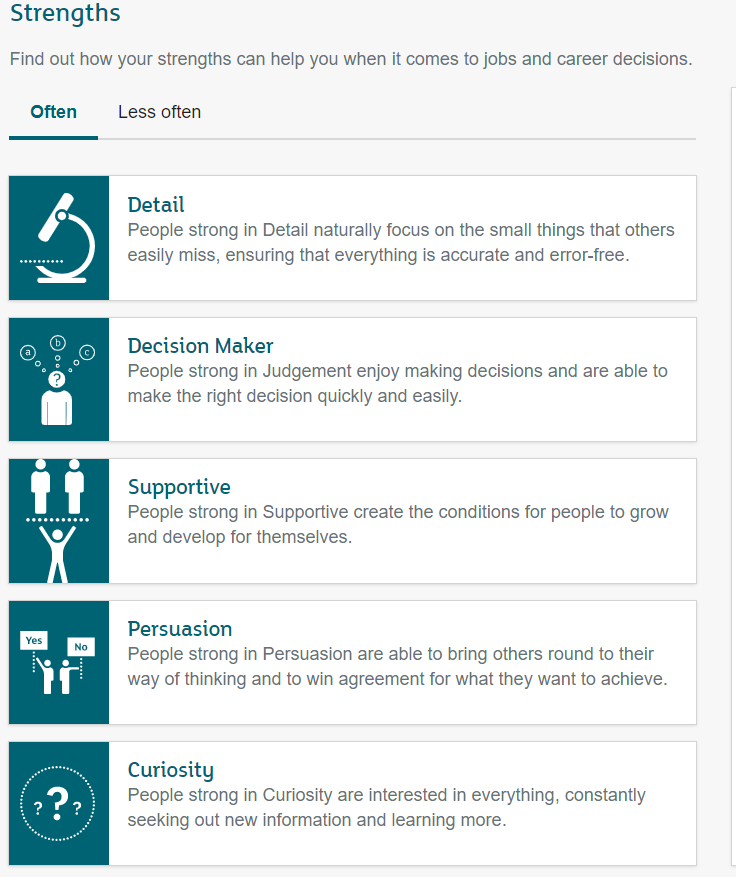 Strengths
Find out how your strengths can help you when it comes to jobs and career decisions.
Often Less often
Detail
People strong in Detail naturally focus on the small things that others
easily miss, ensuring that everything is accurate and error-free.
a b c
?
Decision Maker
People strong in Judgement enjoy making decisions and are able to
make the right decision quickly and easily.
Supportive
People strong in Supportive create the conditions for people to grow
and develop for themselves.
Yes No
Persuasion
People strong in Persuasion are able to bring others round to their
way of thinking and to win agreement for what they want to achieve.
? ? ?
Curiosity
People strong in Curiosity are interested in everything, constantly
seeking out new information and learning more.